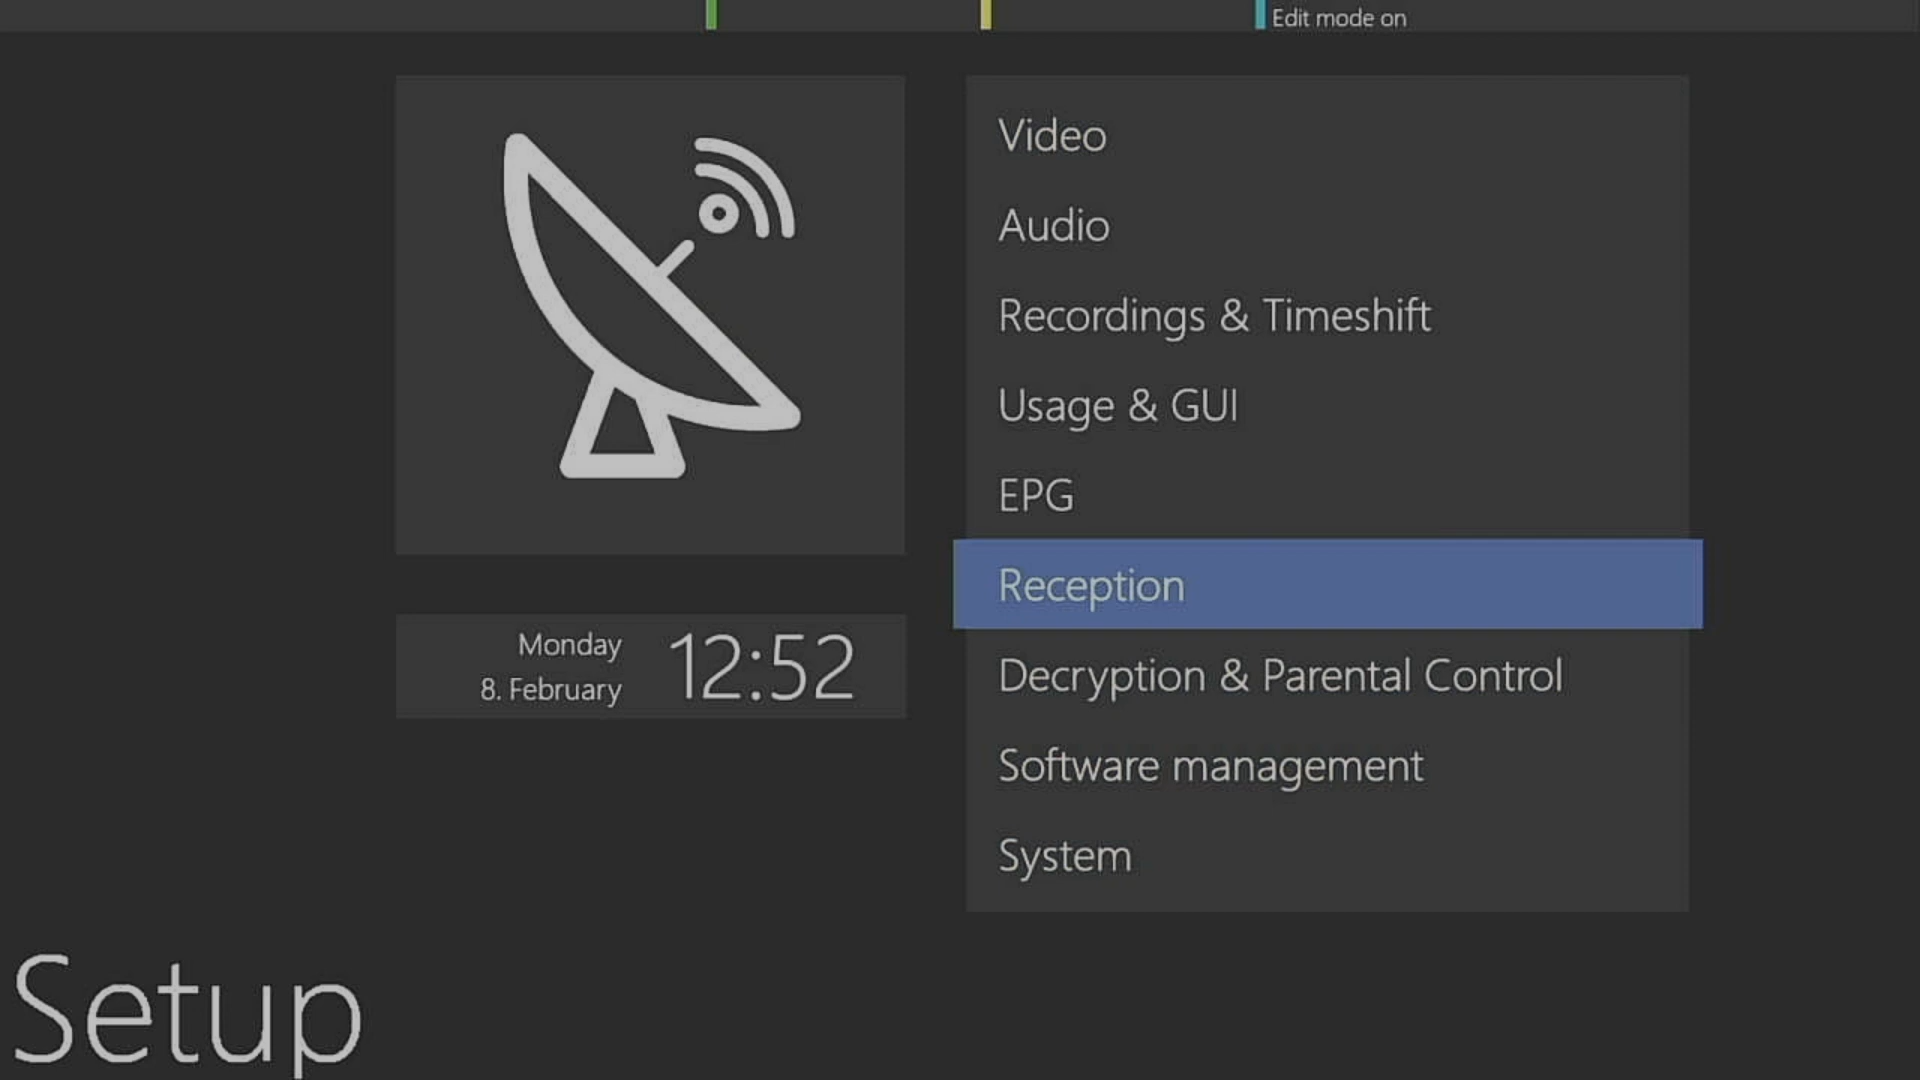 Edit mode on
Video
Audio
Recordings & Timeshift
Usage & GUI
EPG
Reception
Decryption & Parental Control
Software management
System
Monday
8. February
12:52
Setup